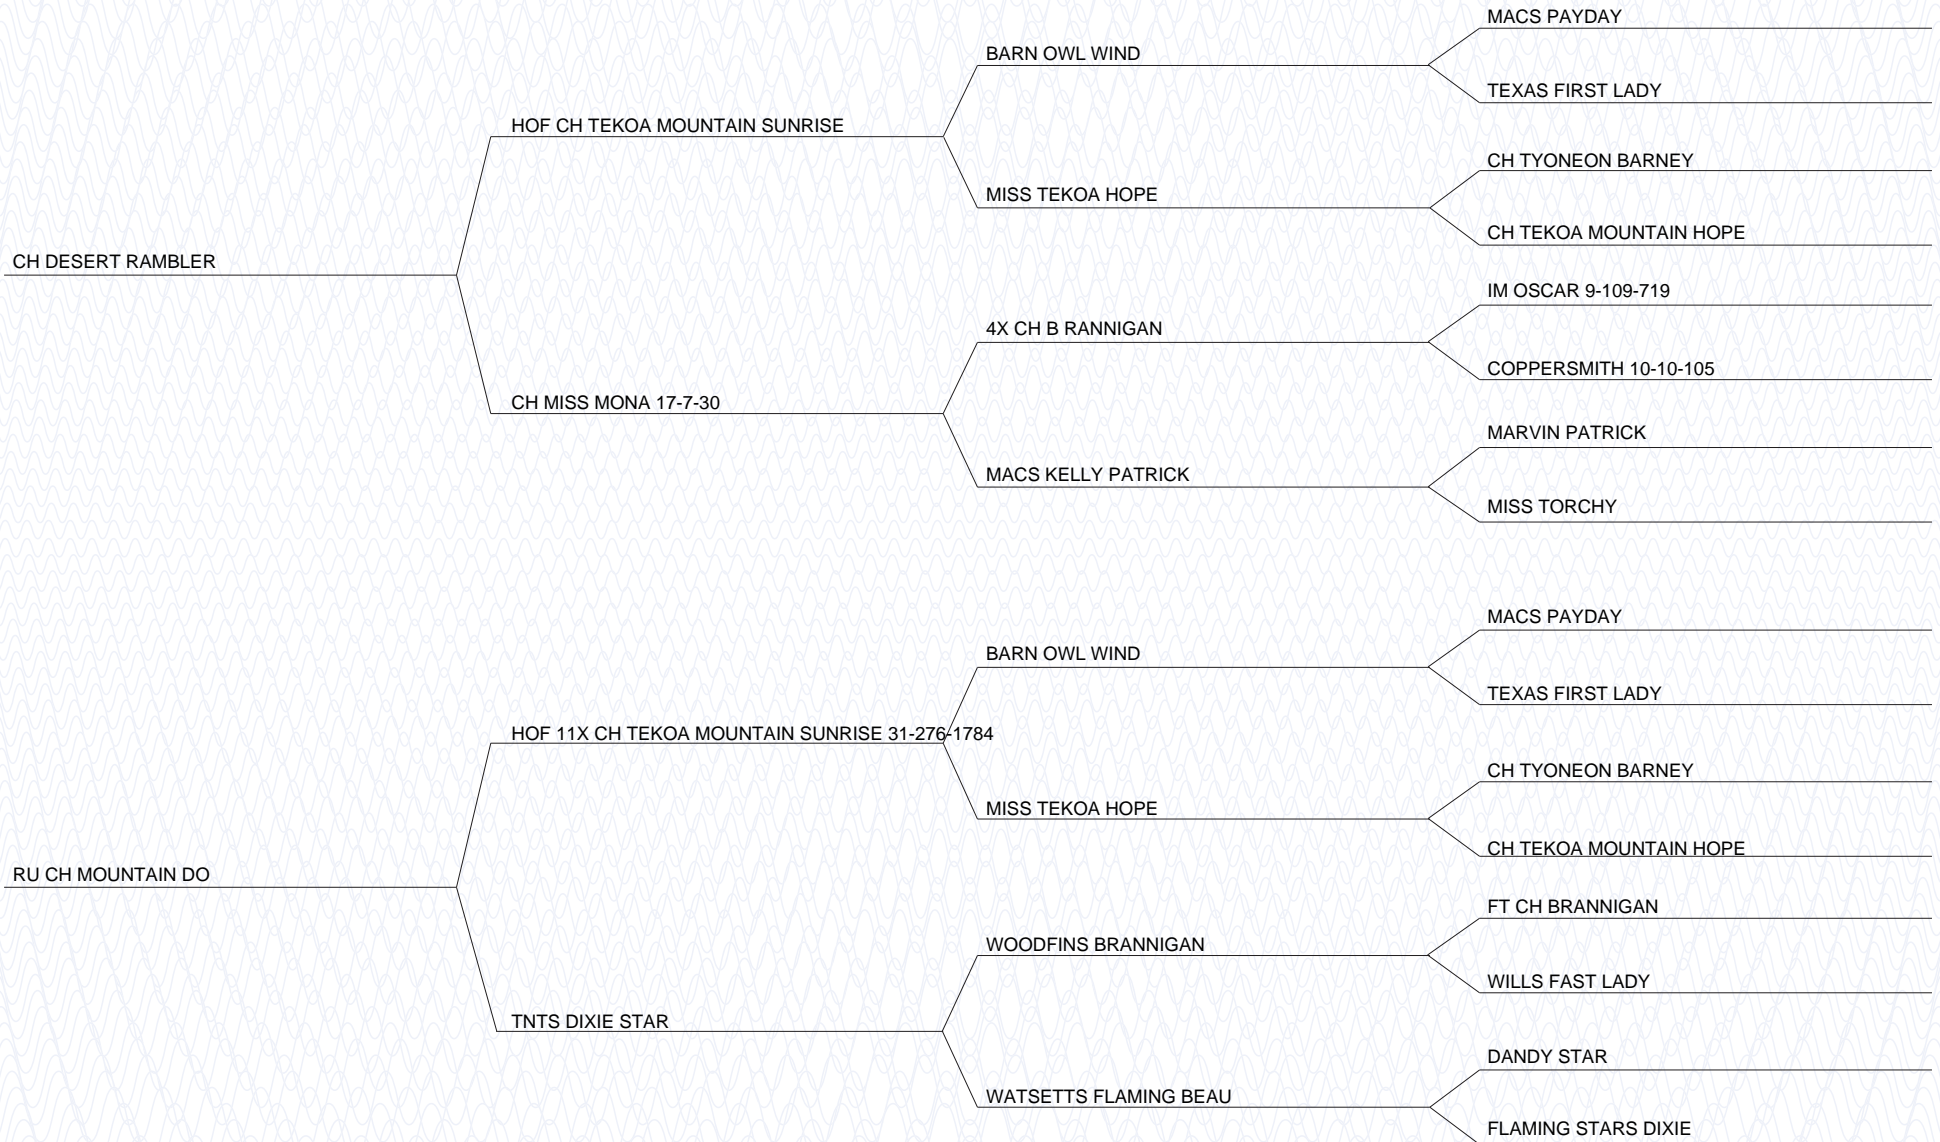 MACS PAYDAY
BARN OWL WIND
TEXAS FIRST LADY
HOF CH TEKOA MOUNTAIN SUNRISE
CH TYONEON BARNEY
MISS TEKOA HOPE
CH TEKOA MOUNTAIN HOPE
CH DESERT RAMBLER
IM OSCAR 9-109-719
4X CH B RANNIGAN
COPPERSMITH 10-10-105
CH MISS MONA 17-7-30
MARVIN PATRICK
MACS KELLY PATRICK
MISS TORCHY
MACS PAYDAY
BARN OWL WIND
TEXAS FIRST LADY
HOF 11X CH TEKOA MOUNTAIN SUNRISE 31-276-1784
CH TYONEON BARNEY
MISS TEKOA HOPE
CH TEKOA MOUNTAIN HOPE
RU CH MOUNTAIN DO
FT CH BRANNIGAN
WOODFINS BRANNIGAN
WILLS FAST LADY
TNTS DIXIE STAR
DANDY STAR
WATSETTS FLAMING BEAU
FLAMING STARS DIXIE